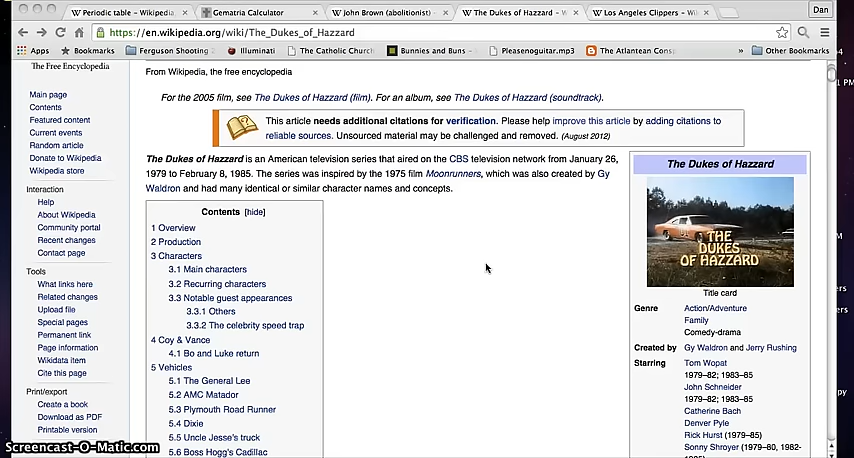 Periodic table - Wikipedia,
Gematria Calculator
John Brown (abolitionist) -
The Dukes of Hazzard - W
Los Angeles Clippers - Wiki
Dan
https://en.wikipedia.org/wiki/The_Dukes_of_Hazzard
Apps
Bookmarks
Ferguson Shooting
Illuminati
The Catholic Church
Bunnies and Buns -
Pleasenoguitar.mp3
The Atlantean Cons
»
Other Bookmarks
The Free Encyclopedia
Main page
Contents
Featured content
Current events
Random article
Donate to Wikipedia
Wikipedia store
Interaction
Help
About Wikipedia
Community portal
Recent changes
Contact page
Tools
What links here
Related changes
Upload file
Special pages
Permanent link
Page information
Wikidata item
Cite this page
Print/export
Create a book
Download as PDF
Printable version
From Wikipedia, the free encyclopedia
For the 2005 film, see The Dukes of Hazzard (film). For an album, see The Dukes of Hazzard (soundtrack).
This article needs additional citations for verification. Please help improve this article by adding citations to
reliable sources. Unsourced material may be challenged and removed. (August 2012)
The Dukes of Hazzard is an American television series that aired on the CBS television network from January 26,
1979 to February 8, 1985. The series was inspired by the 1975 film Moonrunners, which was also created by Gy
Waldron and had many identical or similar character names and concepts.
Contents [hide]
1 Overview
2 Production
3 Characters
3.1 Main characters
3.2 Recurring characters
3.3 Notable guest appearances
3.3.1 Others
3.3.2 The celebrity speed trap
4 Coy & Vance
4.1 Bo and Luke return
5 Vehicles
5.1 The General Lee
5.2 AMC Matador
5.3 Plymouth Road Runner
5.4 Dixie
5.5 Uncle Jesse's truck
5.6 Boss Hogg's Cadillac
The Dukes of Hazzard
THE
DUKES
OF HAZZARD
Title card
Genre Action/Adventure
Family
Comedy-drama
Created by Gy Waldron and Jerry Rushing
Starring Tom Wopat
1979–82; 1983–85
John Schneider
1979–82; 1983–85
Catherine Bach
Denver Pyle
Rick Hurst (1979–85)
Sonny Shroyer (1979–80, 1982-
1 PM
M
ers
rs
Screencast-O-Matic.com